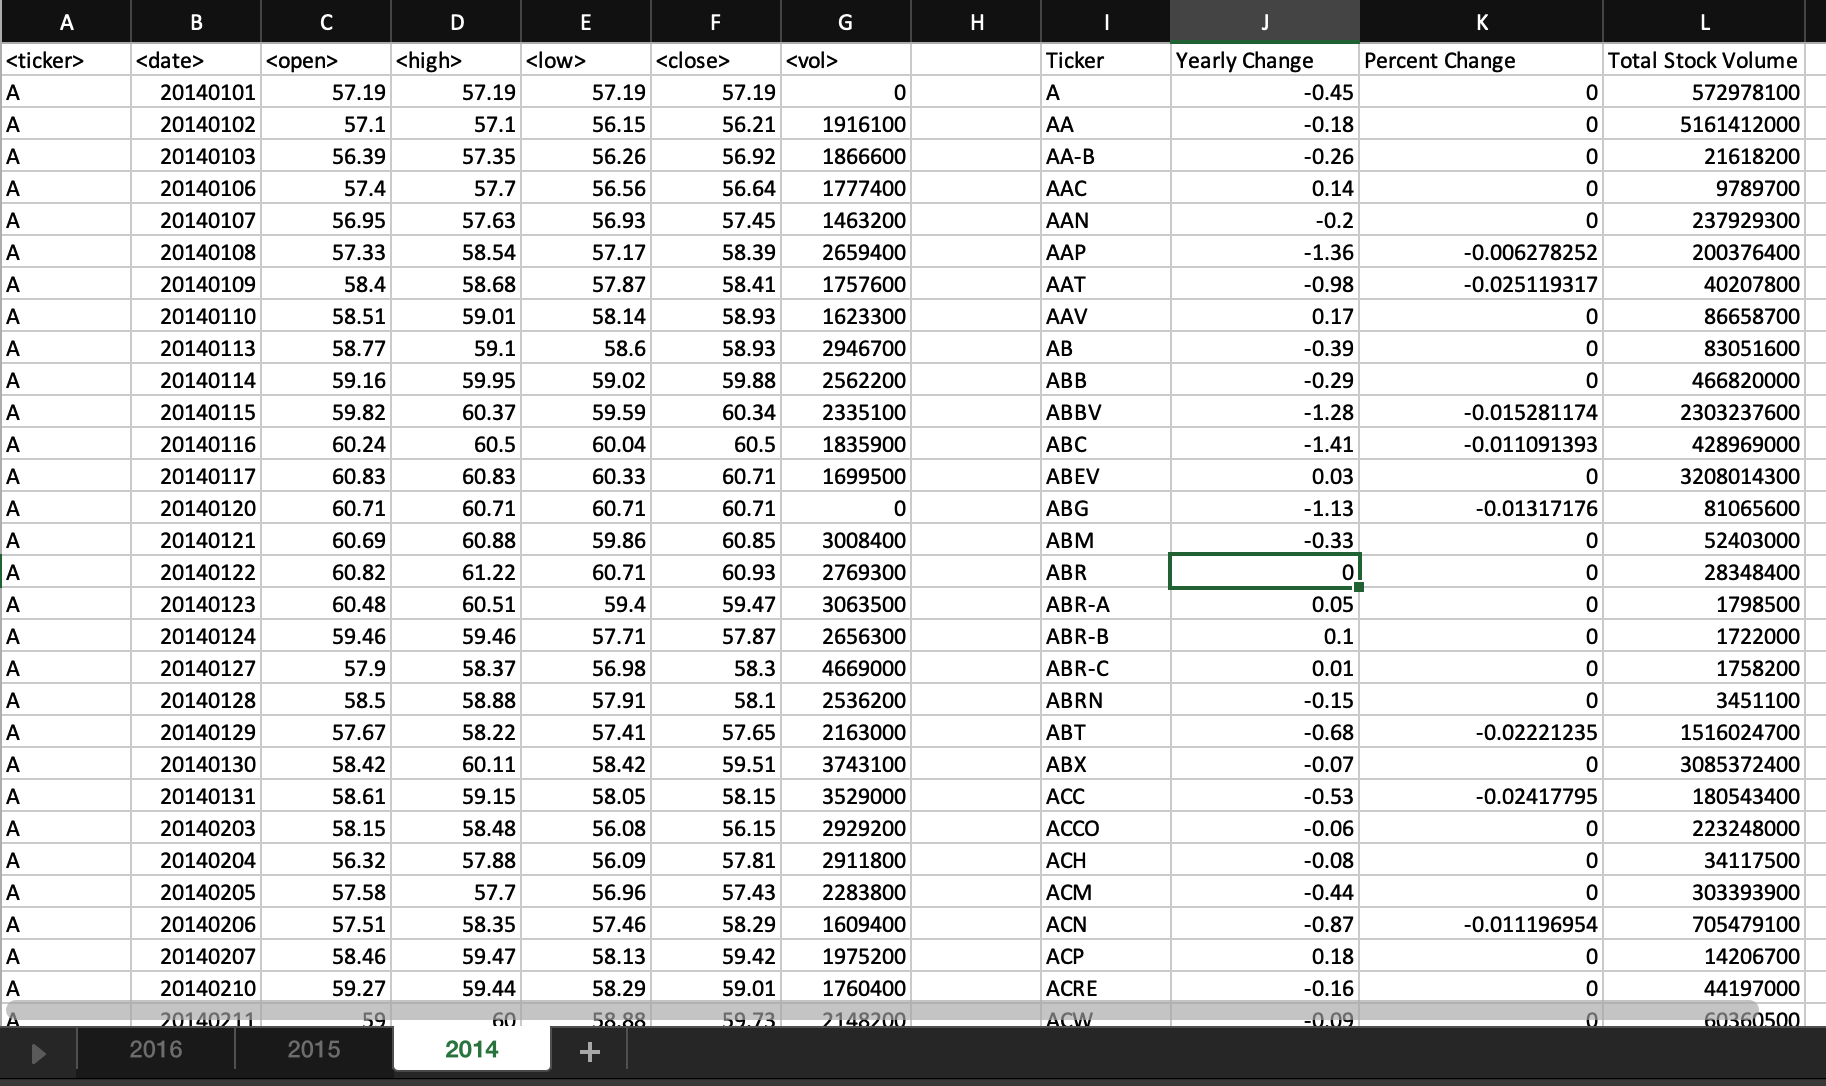 A B C D E F G H I J K L
<ticker> <date> <open> <high> <low> <close> <vol> Ticker Yearly Change Percent Change Total Stock Volume
A 20140101 57.19 57.19 57.19 57.19 0 A -0.45 0 572978100
A 20140102 57.1 57.1 56.15 56.21 1916100 AA -0.18 0 5161412000
A 20140103 56.39 57.35 56.26 56.92 1866600 AA-B -0.26 0 21618200
A 20140106 57.4 57.7 56.56 56.64 1777400 AAC 0.14 0 9789700
A 20140107 56.95 57.63 56.93 57.45 1463200 AAN -0.2 0 237929300
A 20140108 57.33 58.54 57.17 58.39 2659400 AAP -1.36 -0.006278252 200376400
A 20140109 58.4 58.68 57.87 58.41 1757600 AAT -0.98 -0.025119317 40207800
A 20140110 58.51 59.01 58.14 58.93 1623300 AAV 0.17 0 86658700
A 20140113 58.77 59.1 58.6 58.93 2946700 AB -0.39 0 83051600
A 20140114 59.16 59.95 59.02 59.88 2562200 ABB -0.29 0 466820000
A 20140115 59.82 60.37 59.59 60.34 2335100 ABBV -1.28 -0.015281174 2303237600
A 20140116 60.24 60.5 60.04 60.5 1835900 ABC -1.41 -0.011091393 428969000
A 20140117 60.83 60.83 60.33 60.71 1699500 ABEV 0.03 0 3208014300
A 20140120 60.71 60.71 60.71 60.71 0 ABG -1.13 -0.01317176 81065600
A 20140121 60.69 60.88 59.86 60.85 3008400 ABM -0.33 0 52403000
A 20140122 60.82 61.22 60.71 60.93 2769300 ABR 0 0 28348400
A 20140123 60.48 60.51 59.4 59.47 3063500 ABR-A 0.05 0 1798500
A 20140124 59.46 59.46 57.71 57.87 2656300 ABR-B 0.1 0 1722000
A 20140127 57.9 58.37 56.98 58.3 4669000 ABR-C 0.01 0 1758200
A 20140128 58.5 58.88 57.91 58.1 2536200 ABRN -0.15 0 3451100
A 20140129 57.67 58.22 57.41 57.65 2163000 ABT -0.68 -0.02221235 1516024700
A 20140130 58.42 60.11 58.42 59.51 3743100 ABX -0.07 0 3085372400
A 20140131 58.61 59.15 58.05 58.15 3529000 ACC -0.53 -0.02417795 180543400
A 20140203 58.15 58.48 56.08 56.15 2929200 ACCO -0.06 0 223248000
A 20140204 56.32 57.88 56.09 57.81 2911800 ACH -0.08 0 34117500
A 20140205 57.58 57.7 56.96 57.43 2283800 ACM -0.44 0 303393900
A 20140206 57.51 58.35 57.46 58.29 1609400 ACN -0.87 -0.011196954 705479100
A 20140207 58.46 59.47 58.13 59.42 1975200 ACP 0.18 0 14206700
A 20140210 59.27 59.44 58.29 59.01 1760400 ACRE -0.16 0 44197000
A 20140211 59 60 58.88 59.73 2148200 ACW -0.09 0 60360500
2016 2015 2014 +